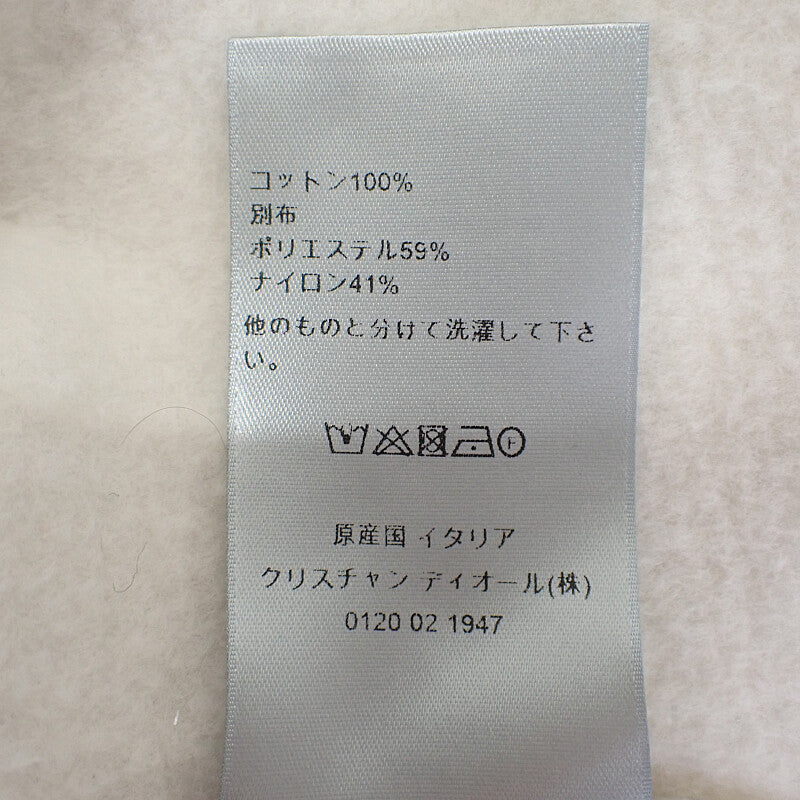 コットン100%
別布
ポリエステル59%
ナイロン41%
他のものと分けて洗濯して下さ
い。
F
原産国 イタリア
クリスチャン ディオール(株)
0120 02 1947